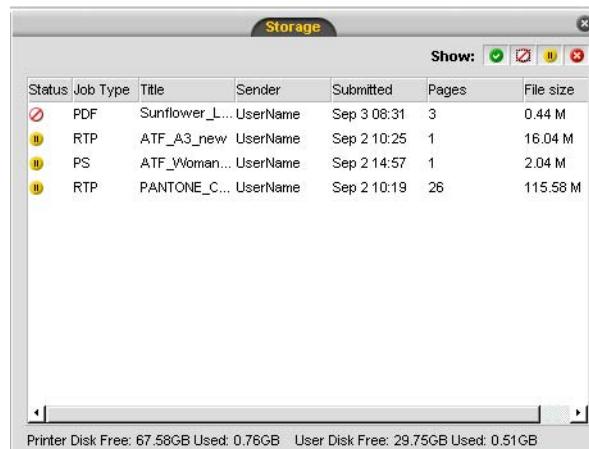 Storage
Show:
Status Job Type Title Sender Submitted Pages File size
PDF Sunflower_L... UserName Sep 3 08:31 3 0.44 M
RTP ATF_A3_new UserName Sep 2 10:25 1 16.04 M
PS ATF_Woman... UserName Sep 2 14:57 1 2.04 M
RTP PANTONE_C... UserName Sep 2 10:19 26 115.58 M
Printer Disk Free: 67.58GB Used: 0.76GB User Disk Free: 29.75GB Used: 0.51GB